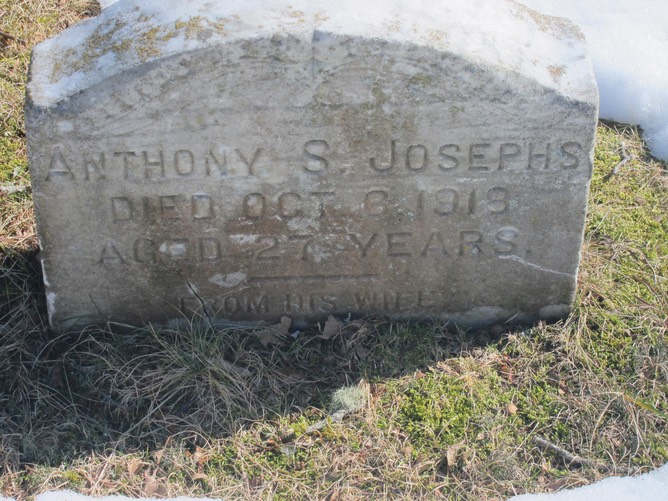 ANTHONY S. JOSEPHS
DIED OCT. 8, 1918
AGED 27 YEARS.
FROM HIS WIFE